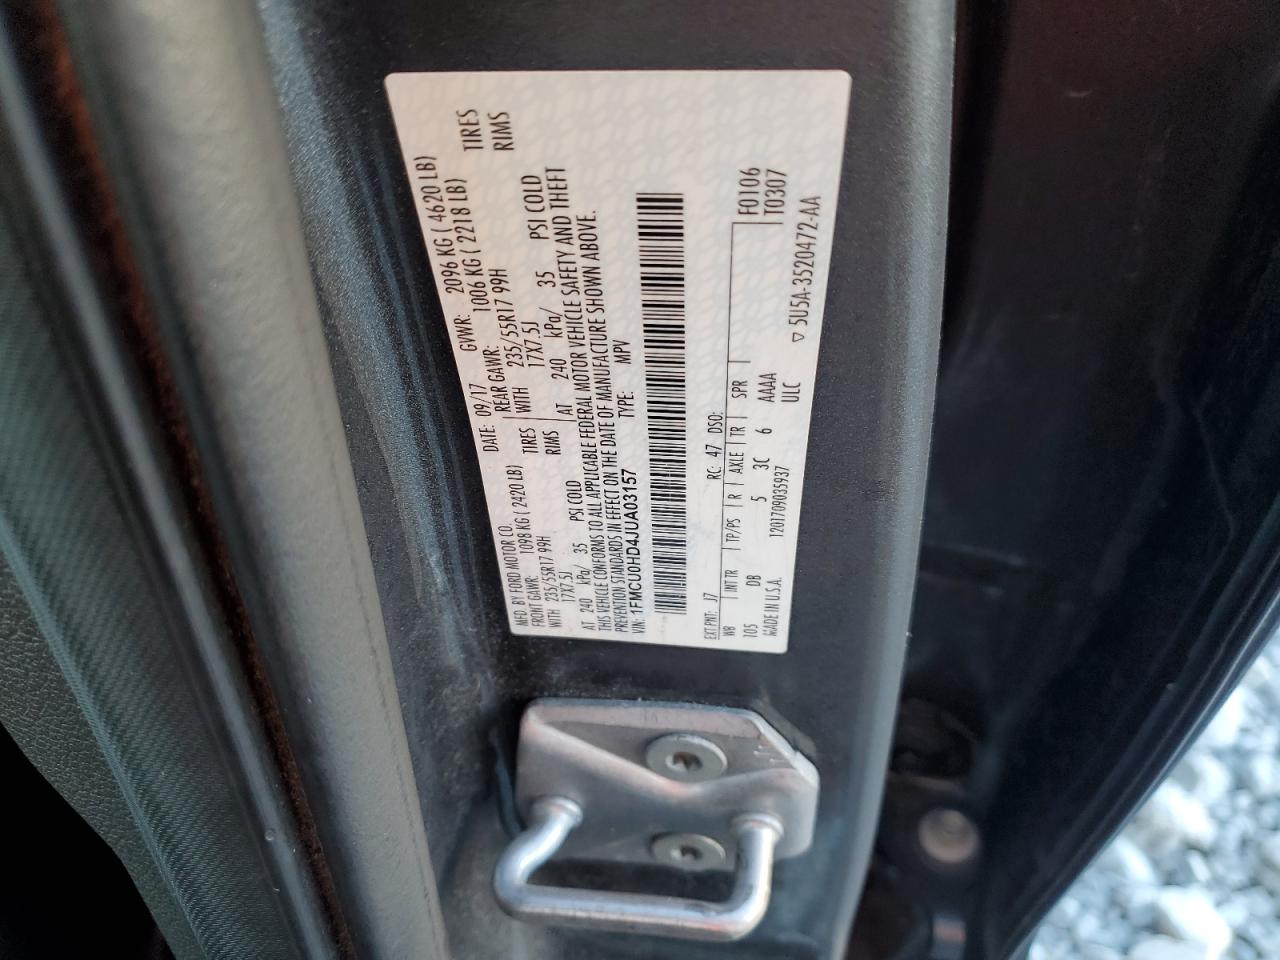 MFD. BY FORD MOTOR CO. DATE: 09/17 GVWR: 2096 KG ( 4620 LB)
FRONT GAWR: 1098 KG ( 2420 LB) REAR GAWR: 1006 KG ( 2218 LB)
WITH 235/55R17 99H TIRES WITH 235/55R17 99H TIRES
17X7.5J RIMS 17X7.5J RIMS
AT 240 kPa/ 35 PSI COLD AT 240 kPa/ 35 PSI COLD
THIS VEHICLE CONFORMS TO ALL APPLICABLE FEDERAL MOTOR VEHICLE SAFETY AND THEFT
PREVENTION STANDARDS IN EFFECT ON THE DATE OF MANUFACTURE SHOWN ABOVE.
VIN: 1FMCU0HD4JUA03157 TYPE: MPV
EXT PNT: J7 RC: 47 DSO: F0106
WB INT TR TP/PS R AXLE TR SPR T0307
105 DB 5 3C 6 AAAA
MADE IN U.S.A. 1201709035937 ULC ▽ 5U5A-3520472-AA